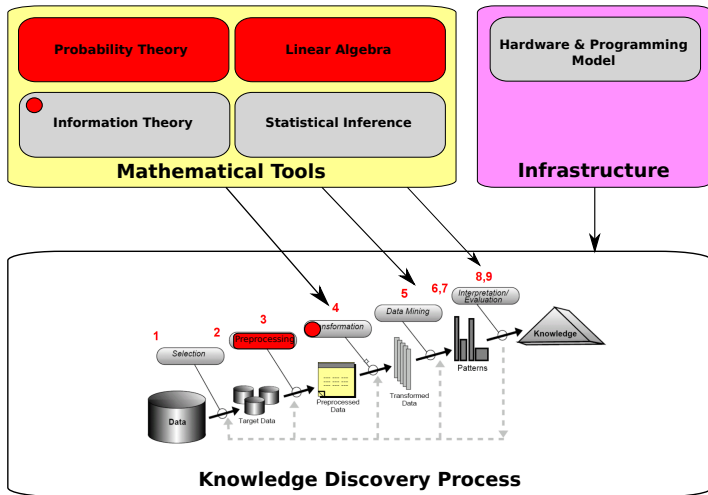 Probability Theory
Linear Algebra
Hardware & Programming
Model
Information Theory
Statistical Inference
Mathematical Tools
Infrastructure
1
2
3
4
5
6,7
8,9
Selection
Preprocessing
ansformation
Data Mining
Interpretation/
Evaluation
Data
Target Data
Preprocessed
Data
Transformed
Data
Patterns
Knowledge
Knowledge Discovery Process